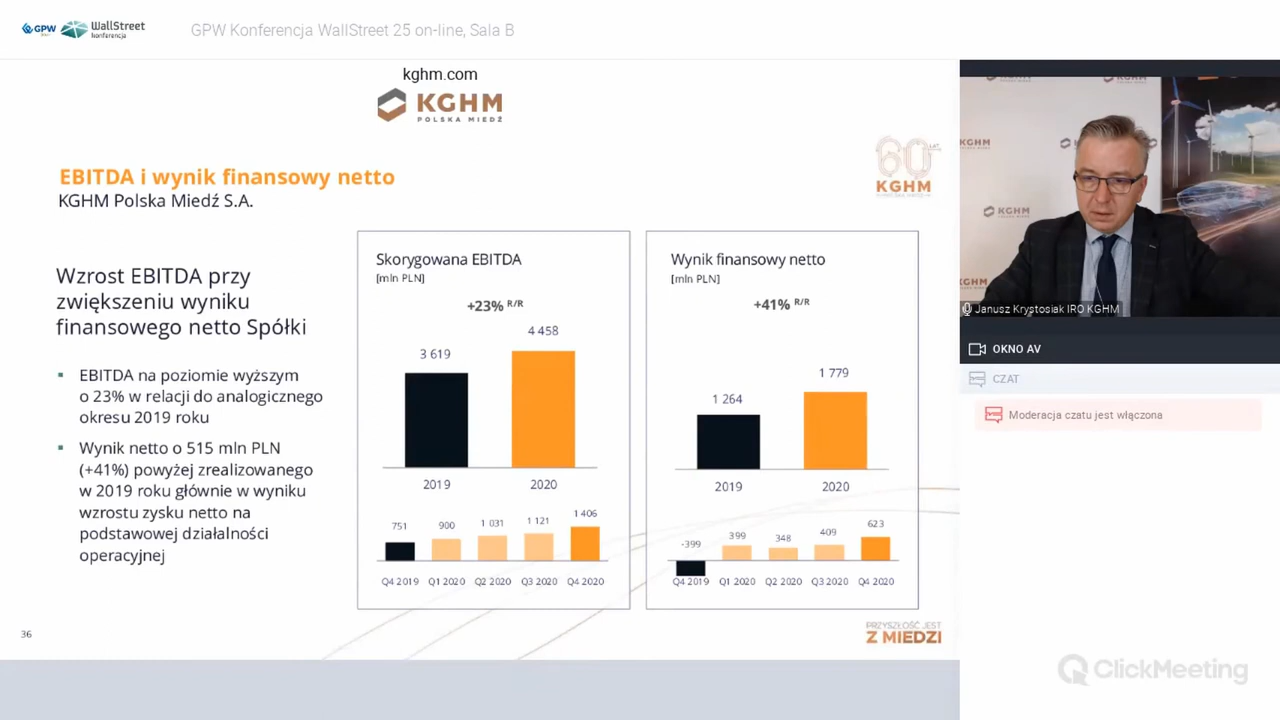 GPW
WallStreet
konferencja
GPW Konferencja WallStreet 25 on-line, Sala B
kghm.com
KGHM
POLSKA MIEDŹ
60 LAT
KGHM
EBITDA i wynik finansowy netto
KGHM Polska Miedź S.A.
Wzrost EBITDA przy
zwiększeniu wyniku
finansowego netto Spółki
EBITDA na poziomie wyższym
o 23% w relacji do analogicznego
okresu 2019 roku
Wynik netto o 515 mln PLN
(+41%) powyżej zrealizowanego
w 2019 roku głównie w wyniku
wzrostu zysku netto na
podstawowej działalności
operacyjnej
Skorygowana EBITDA
[mln PLN]
+23% R/R
4 458
3 619
2019 2020
751 900 1 031 1 121 1 406
Q4 2019 Q1 2020 Q2 2020 Q3 2020 Q4 2020
Wynik finansowy netto
[mln PLN]
+41% R/R
1 779
1 264
2019 2020
-399 399 348 409 623
Q4 2019 Q1 2020 Q2 2020 Q3 2020 Q4 2020
36
PRZYSZŁOŚĆ JEST
Z MIEDZI
KGHM
KGHM
KGHM
KGHM
Janusz Krystosiak IRO KGHM
OKNO AV
CZAT
Moderacja czatu jest włączona
ClickMeeting